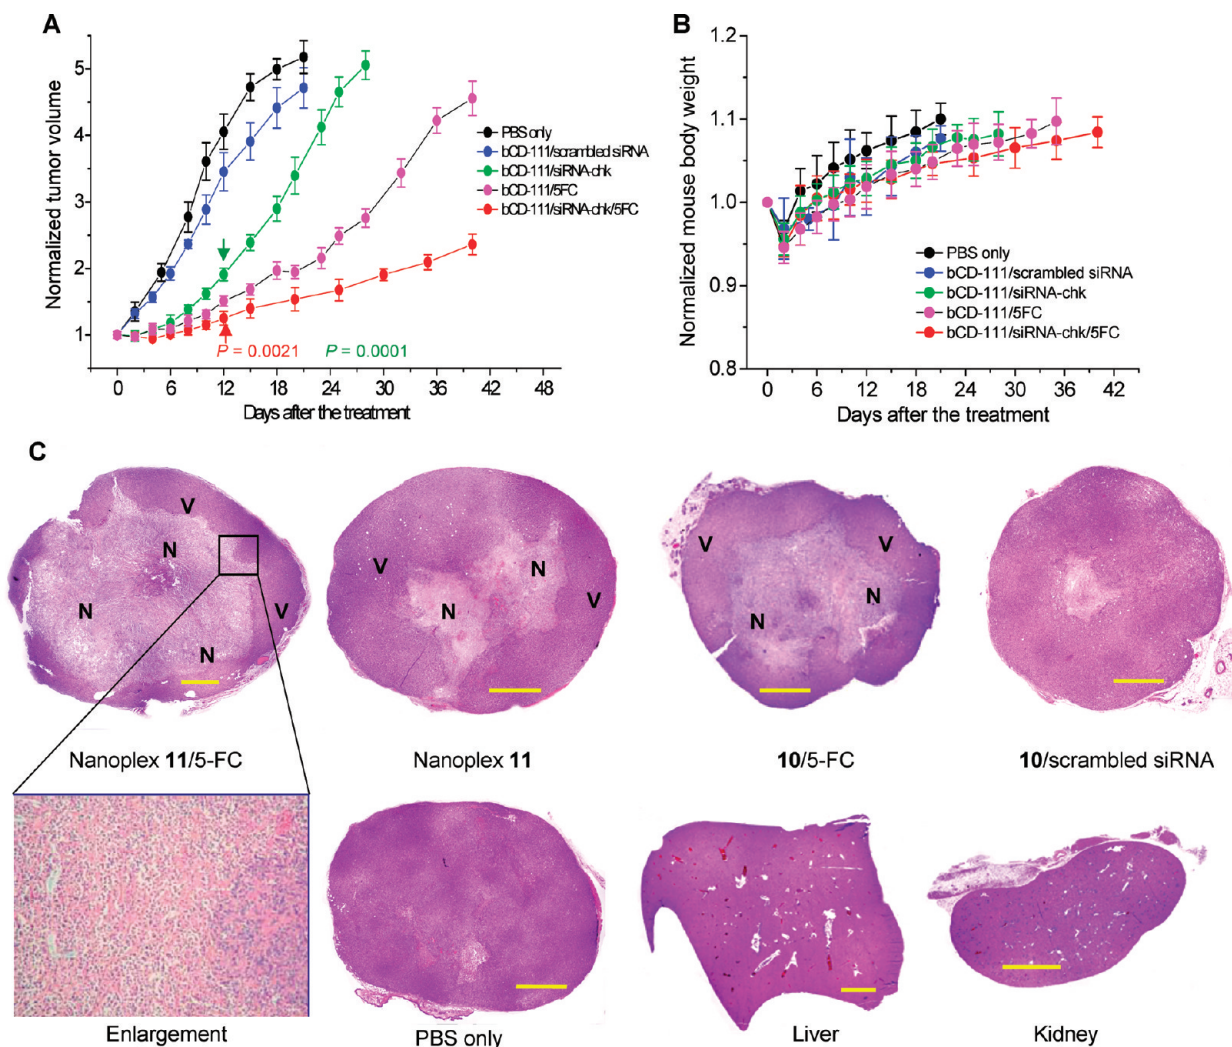 A
Normalized tumor volume
5
4
3
2
1
0 6 12 18 24 30 36 42 48
Days after the treatment
PBS only
bCD-111/scrambled siRNA
bCD-111/siRNA-chk
bCD-111/5FC
bCD-111/siRNA-chk/5FC
P = 0.0021
P = 0.0001
B
Normalized mouse body weight
1.2
1.1
1.0
0.9
0.8
0 6 12 18 24 30 36 42
Days after the treatment
PBS only
bCD-111/scrambled siRNA
bCD-111/siRNA-chk
bCD-111/5FC
bCD-111/siRNA-chk/5FC
C
V
N
N
V
N
Nanoplex 11/5-FC
V
N
N
V
Nanoplex 11
V
V
N
N
10/5-FC
10/scrambled siRNA
Enlargement
PBS only
Liver
Kidney